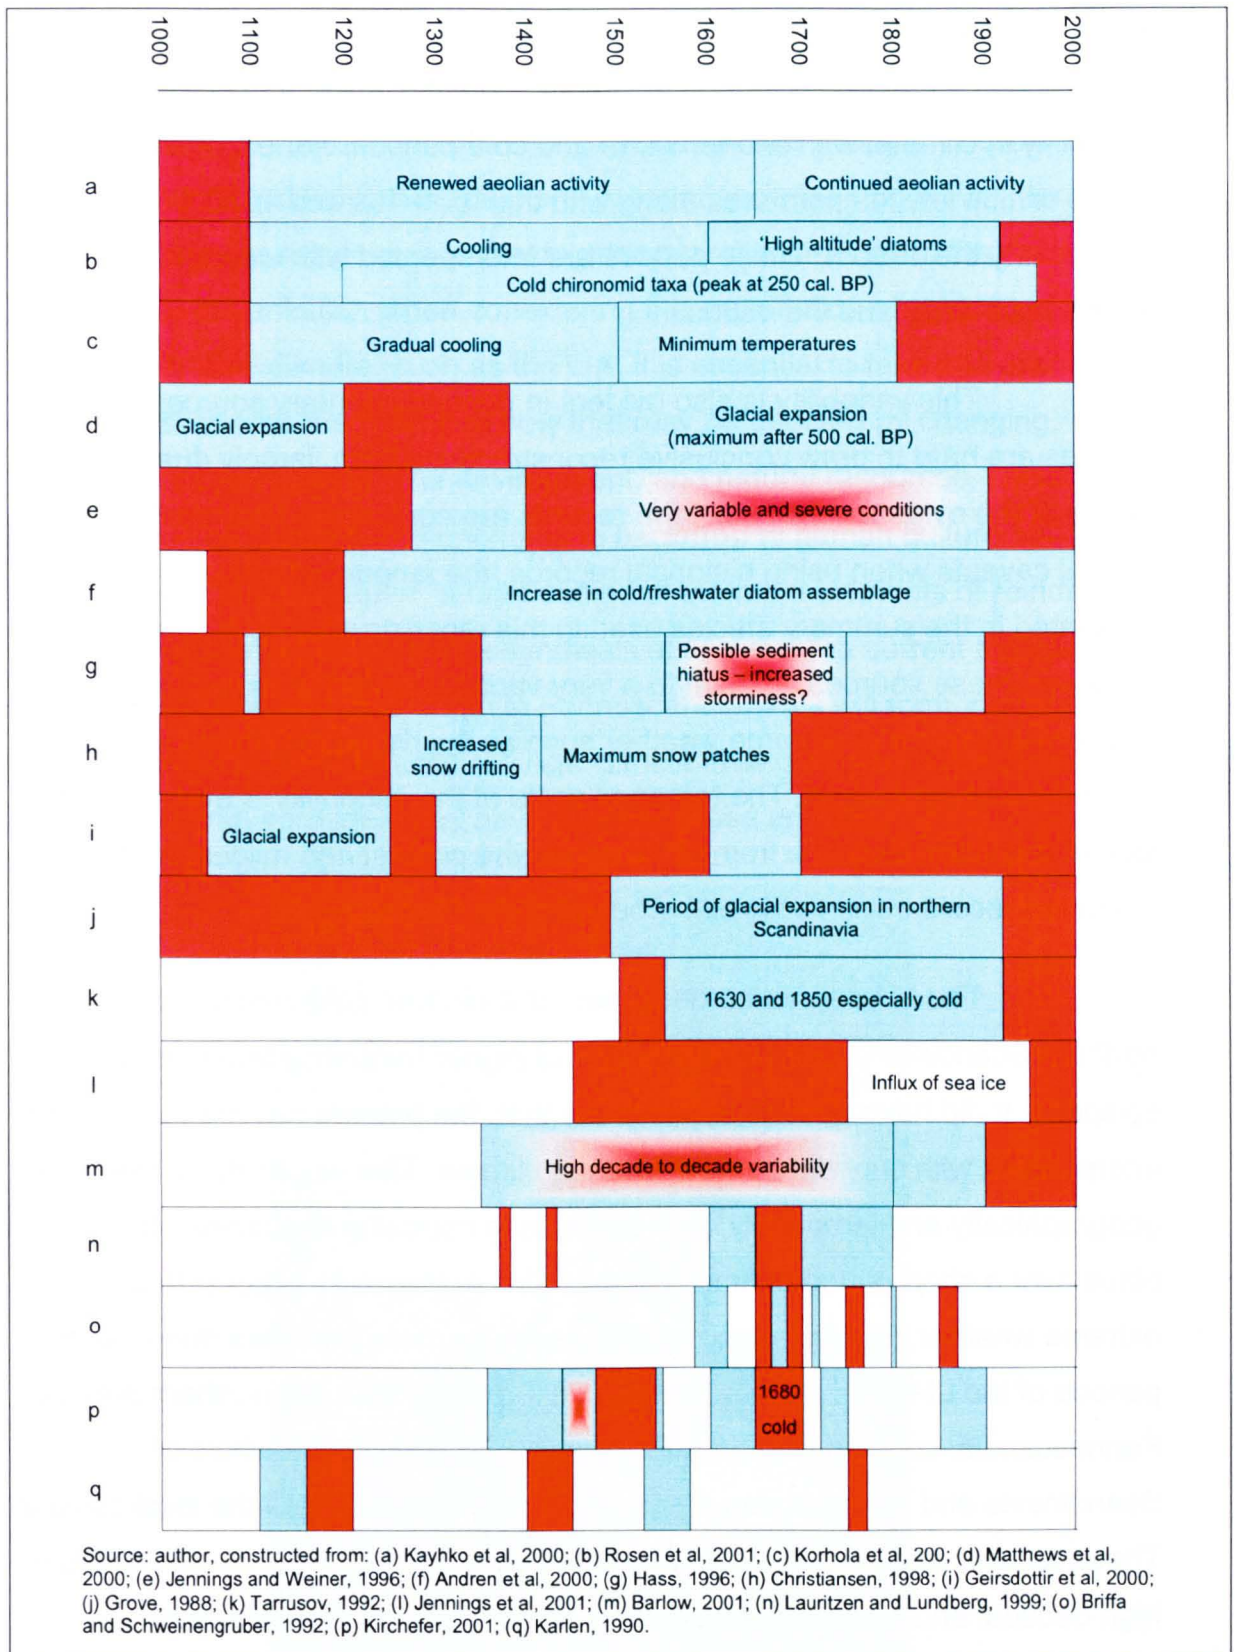 1000
1100
1200
1300
1400
1500
1600
1700
1800
1900
2000
a
Renewed aeolian activity
Continued aeolian activity
b
Cooling
'High altitude' diatoms
Cold chironomid taxa (peak at 250 cal. BP)
c
Gradual cooling
Minimum temperatures
d
Glacial expansion
Glacial expansion
(maximum after 500 cal. BP)
e
Very variable and severe conditions
f
Increase in cold/freshwater diatom assemblage
g
Possible sediment
hiatus – increased
storminess?
h
Increased
snow drifting
Maximum snow patches
i
Glacial expansion
j
Period of glacial expansion in northern
Scandinavia
k
1630 and 1850 especially cold
l
Influx of sea ice
m
High decade to decade variability
n
o
p
1680
cold
q
Source: author, constructed from: (a) Kayhko et al, 2000; (b) Rosen et al, 2001; (c) Korhola et al, 200; (d) Matthews et al,
2000; (e) Jennings and Weiner, 1996; (f) Andren et al, 2000; (g) Hass, 1996; (h) Christiansen, 1998; (i) Geirsdottir et al, 2000;
(j) Grove, 1988; (k) Tarrusov, 1992; (l) Jennings et al, 2001; (m) Barlow, 2001; (n) Lauritzen and Lundberg, 1999; (o) Briffa
and Schweinengruber, 1992; (p) Kirchefer, 2001; (q) Karlen, 1990.